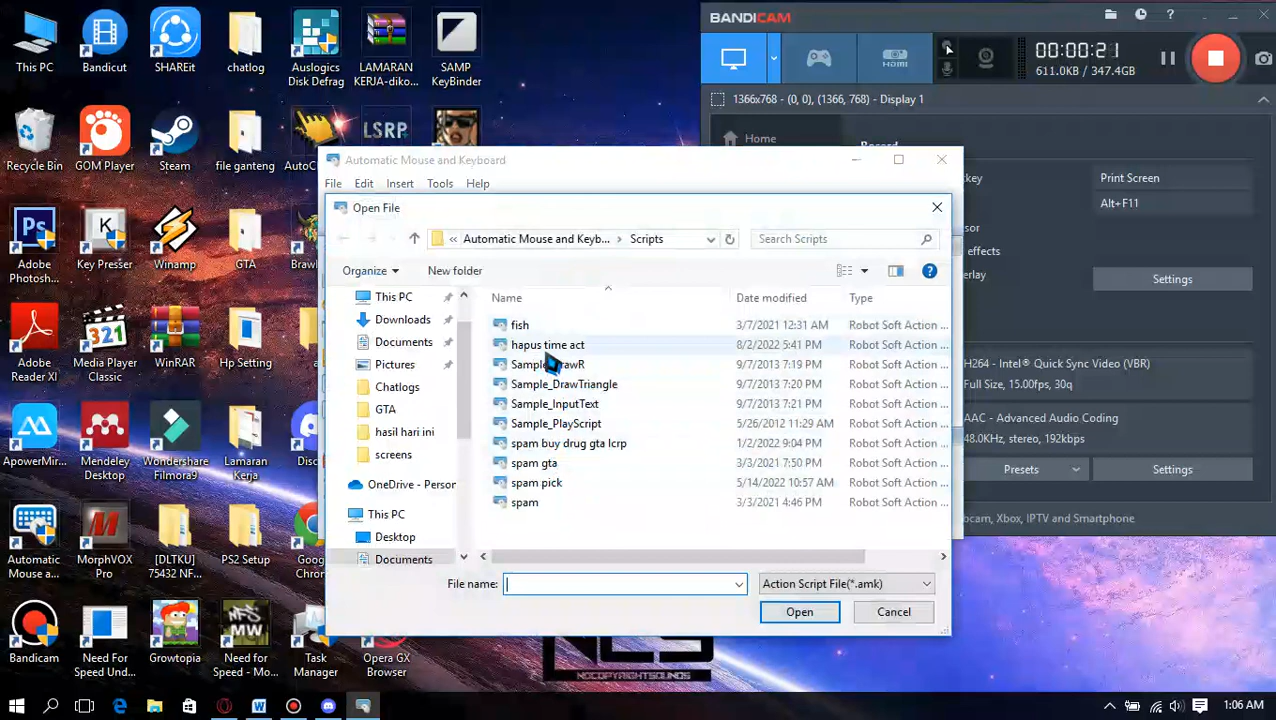 This PC
Bandicut
SHAREit
chatlog
Auslogics
Disk Defrag
LAMARAN
KERJA-diko...
SAMP
KeyBinder
BANDICAM
00:00:21
611.0KB / 347.4GB
HDMI
1366x768 - (0, 0), (1366, 768) - Display 1
Home
Record
Print Screen
Alt+F11
effects
Settings
H264 - Intel® Quick Sync Video (VBR)
Full Size, 15.00fps, 30q
AAC - Advanced Audio Coding
48.0KHz, stereo, 192kbps
Presets
Settings
Xbox, IPTV and Smartphone
Recycle Bin
GOM Player
Steam
file ganteng
LSRP
Adobe
Photosh...
Key Presser
Winamp
GTA
Adobe
Reader XI
Media Player
Classic
WinRAR
Hp Setting
ApowerMir...
Mendeley
Desktop
Wondershare
Filmora9
Lamaran
Kerja
Automatic
Mouse a...
MorphVOX
Pro
[DLTKU]
75432 NF...
PS2 Setup
Bandicam
Need For
Speed Und...
Growtopia
Need for
Speed - Mo...
Task
Manager
Opera GX
Browser
Automatic Mouse and Keyboard
File Edit Insert Tools Help
Open File
« Automatic Mouse and Keyb... › Scripts
Search Scripts
Organize
New folder
This PC
Downloads
Documents
Pictures
Chatlogs
GTA
hasil hari ini
screens
OneDrive - Person
This PC
Desktop
Documents
Name Date modified Type
fish 3/7/2021 12:31 AM Robot Soft Action ...
hapus time act 8/2/2022 5:41 PM Robot Soft Action ...
9/7/2013 7:19 PM Robot Soft Action ...
Sample_DrawTriangle 9/7/2013 7:20 PM Robot Soft Action ...
Sample_InputText 9/7/2013 7:21 PM Robot Soft Action ...
Sample_PlayScript 5/26/2012 11:29 AM Robot Soft Action ...
spam buy drug gta lcrp 1/2/2022 9:04 PM Robot Soft Action ...
spam gta 3/3/2021 7:50 PM Robot Soft Action ...
spam pick 5/14/2022 10:57 AM Robot Soft Action ...
spam 3/3/2021 4:46 PM Robot Soft Action ...
File name:
Action Script File(*.amk)
Open
Cancel
NOCOPYRIGHTSOUNDS
1:06 AM